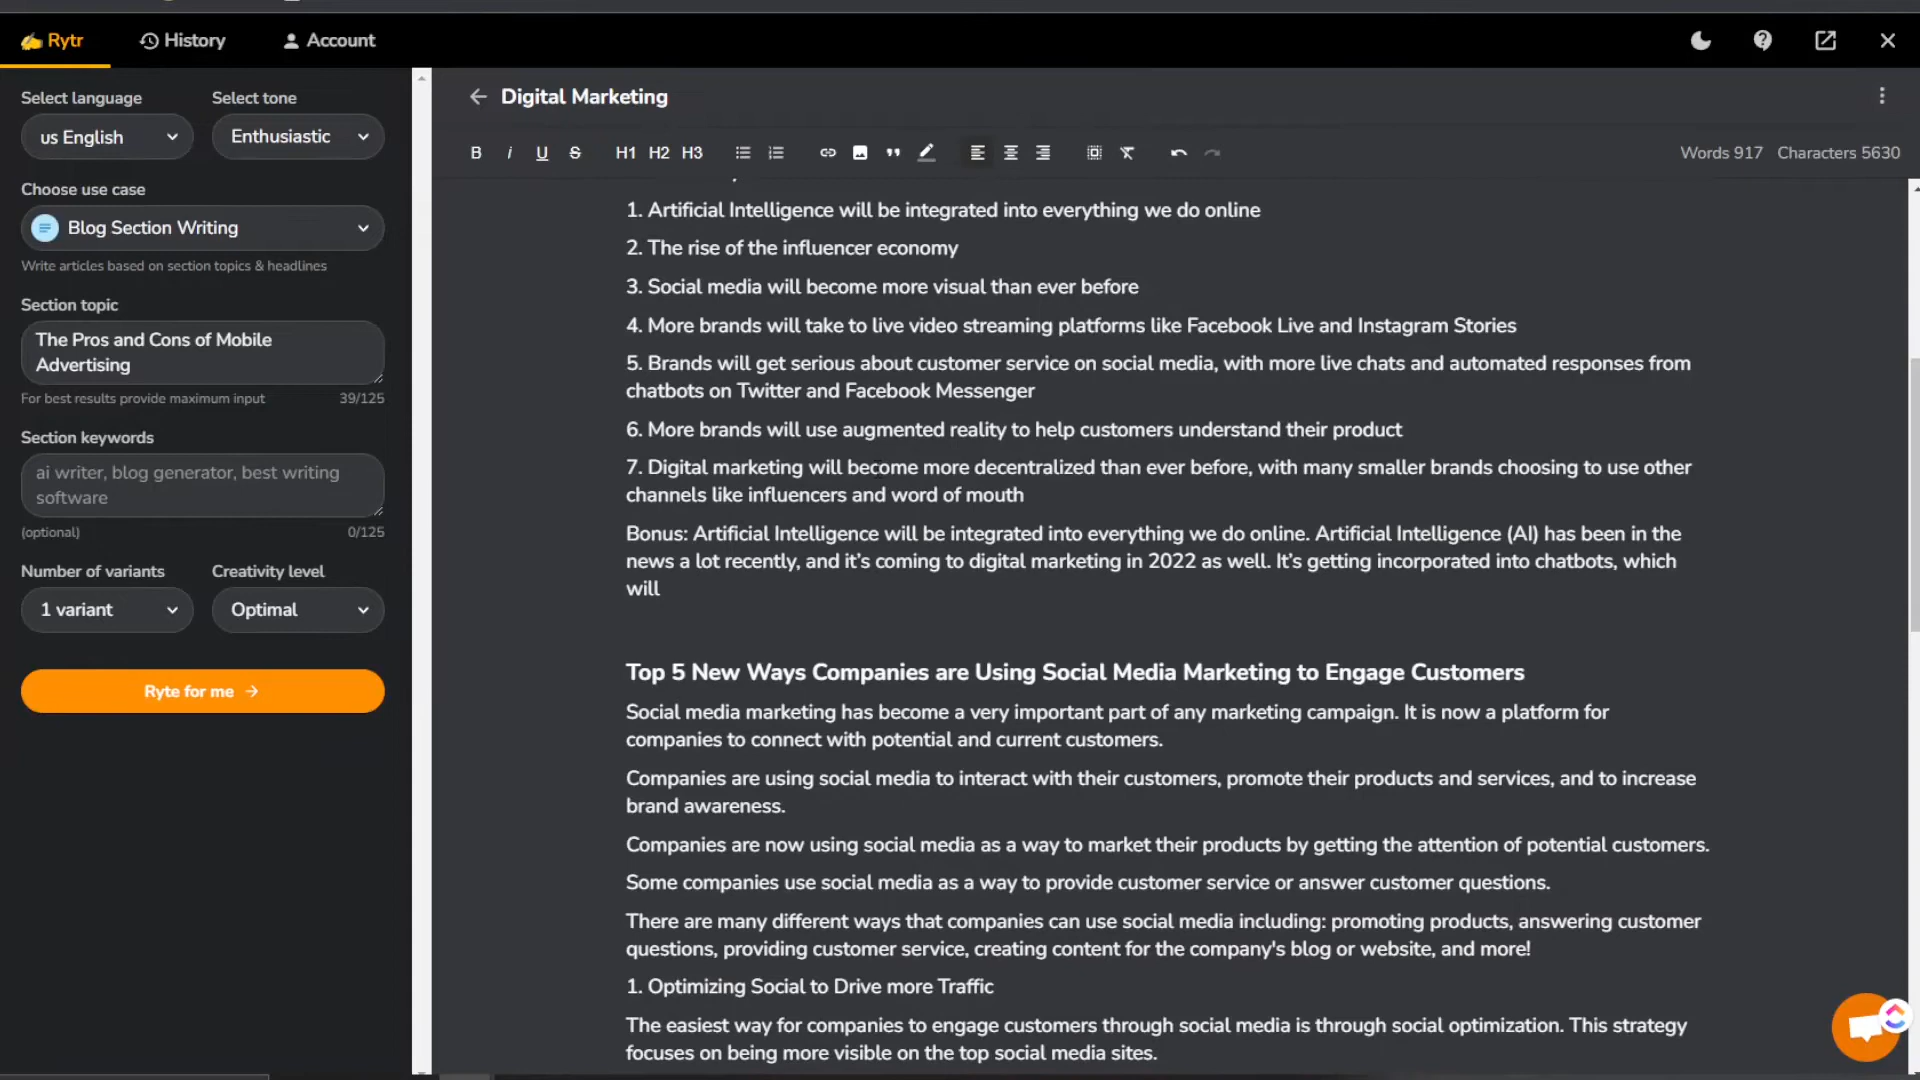 Rytr
History
Account
Select language
Select tone
us English
Enthusiastic
Choose use case
Blog Section Writing
Write articles based on section topics & headlines
Section topic
The Pros and Cons of Mobile
Advertising
For best results provide maximum input
39/125
Section keywords
ai writer, blog generator, best writing
software
(optional)
0/125
Number of variants
Creativity level
1 variant
Optimal
Ryte for me
Digital Marketing
B i U S H1 H2 H3
Words 917 Characters 5630
1. Artificial Intelligence will be integrated into everything we do online
2. The rise of the influencer economy
3. Social media will become more visual than ever before
4. More brands will take to live video streaming platforms like Facebook Live and Instagram Stories
5. Brands will get serious about customer service on social media, with more live chats and automated responses from
chatbots on Twitter and Facebook Messenger
6. More brands will use augmented reality to help customers understand their product
7. Digital marketing will become more decentralized than ever before, with many smaller brands choosing to use other
channels like influencers and word of mouth
Bonus: Artificial Intelligence will be integrated into everything we do online. Artificial Intelligence (AI) has been in the
news a lot recently, and it’s coming to digital marketing in 2022 as well. It’s getting incorporated into chatbots, which
will
Top 5 New Ways Companies are Using Social Media Marketing to Engage Customers
Social media marketing has become a very important part of any marketing campaign. It is now a platform for
companies to connect with potential and current customers.
Companies are using social media to interact with their customers, promote their products and services, and to increase
brand awareness.
Companies are now using social media as a way to market their products by getting the attention of potential customers.
Some companies use social media as a way to provide customer service or answer customer questions.
There are many different ways that companies can use social media including: promoting products, answering customer
questions, providing customer service, creating content for the company's blog or website, and more!
1. Optimizing Social to Drive more Traffic
The easiest way for companies to engage customers through social media is through social optimization. This strategy
focuses on being more visible on the top social media sites.